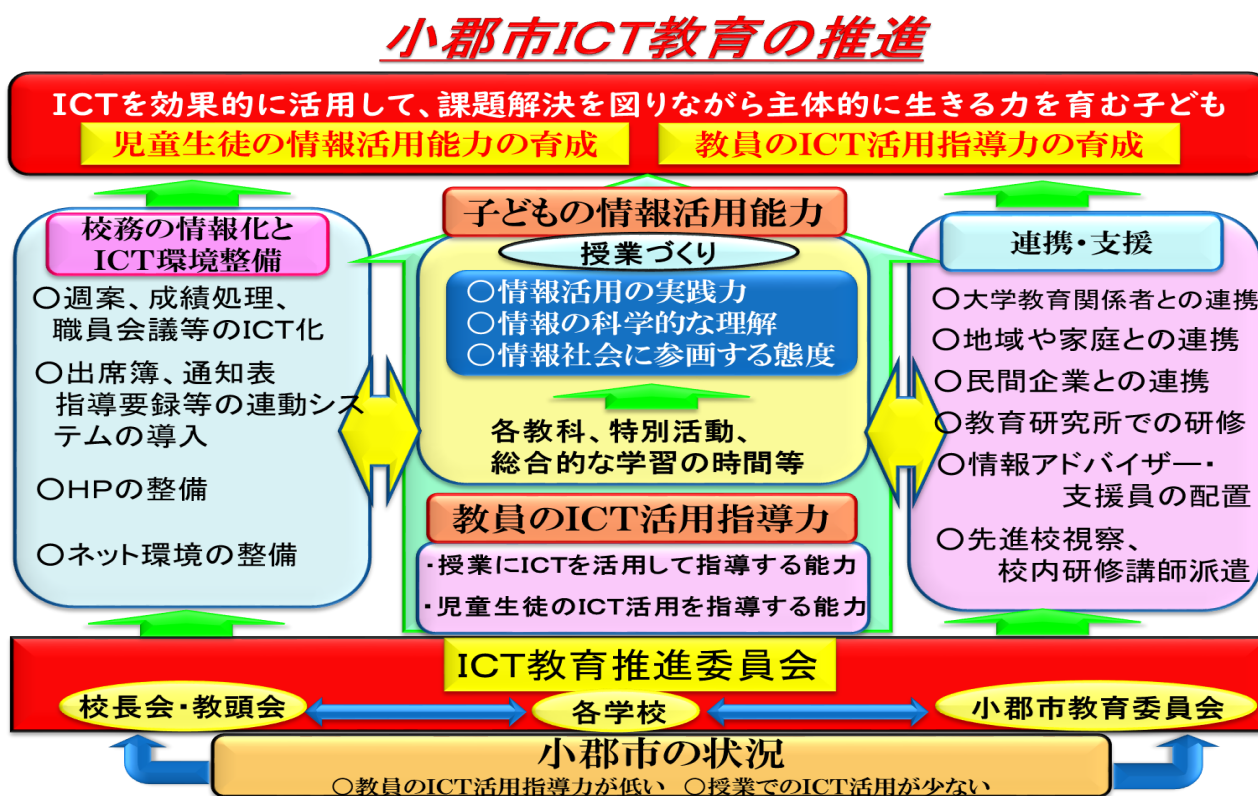 小郡市ICT教育の推進
ICTを効果的に活用して、課題解決を図りながら主体的に生きる力を育む子ども
児童生徒の情報活用能力の育成
教員のICT活用指導力の育成
校務の情報化と
ICT環境整備
○週案、成績処理、
職員会議等のICT化
○出席簿、通知表
指導要録等の連動シス
テムの導入
○HPの整備
○ネット環境の整備
子どもの情報活用能力
授業づくり
○情報活用の実践力
○情報の科学的な理解
○情報社会に参画する態度
各教科、特別活動、
総合的な学習の時間等
教員のICT活用指導力
・授業にICTを活用して指導する能力
・児童生徒のICT活用を指導する能力
連携・支援
○大学教育関係者との連携
○地域や家庭との連携
○民間企業との連携
○教育研究所での研修
○情報アドバイザー・
支援員の配置
○先進校視察、
校内研修講師派遣
ICT教育推進委員会
校長会・教頭会
各学校
小郡市教育委員会
小郡市の状況
○教員のICT活用指導力が低い ○授業でのICT活用が少ない